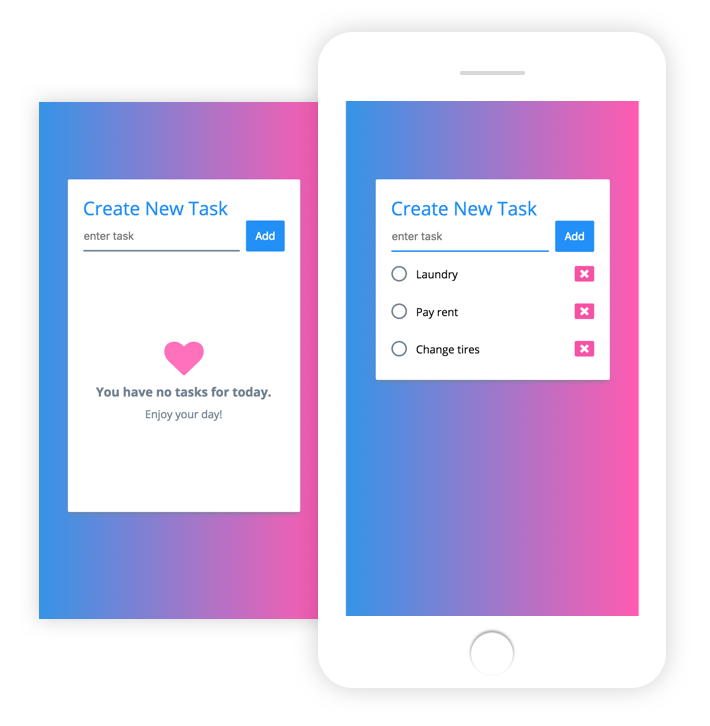 Create New Task
enter task
Add
You have no tasks for today.
Enjoy your day!
Create New Task
enter task
Add
Laundry
Pay rent
Change tires